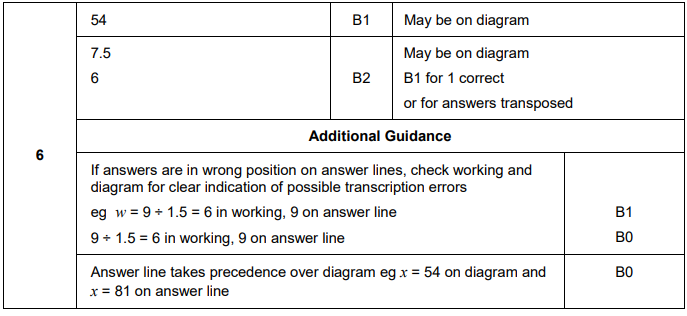 54 B1 May be on diagram
7.5 May be on diagram
6 B2 B1 for 1 correct
or for answers transposed
Additional Guidance
6
If answers are in wrong position on answer lines, check working and
diagram for clear indication of possible transcription errors
eg w = 9 ÷ 1.5 = 6 in working, 9 on answer line B1
9 ÷ 1.5 = 6 in working, 9 on answer line B0
Answer line takes precedence over diagram eg x = 54 on diagram and B0
x = 81 on answer line